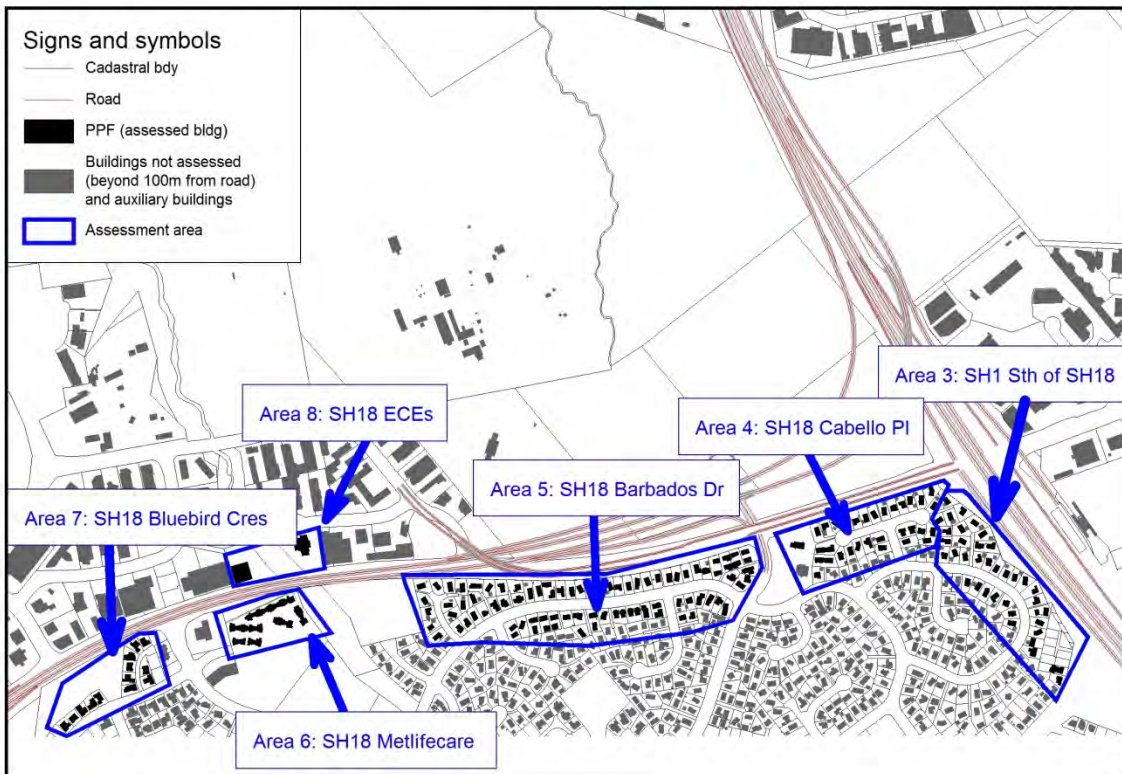 Signs and symbols
Cadastral bdy
Road
PPF (assessed bldg)
Buildings not assessed
(beyond 100m from road)
and auxiliary buildings
Assessment area
Area 3: SH1 Sth of SH18
Area 8: SH18 ECEs
Area 4: SH18 Cabello Pl
Area 5: SH18 Barbados Dr
Area 7: SH18 Bluebird Cres
Area 6: SH18 Metlifecare